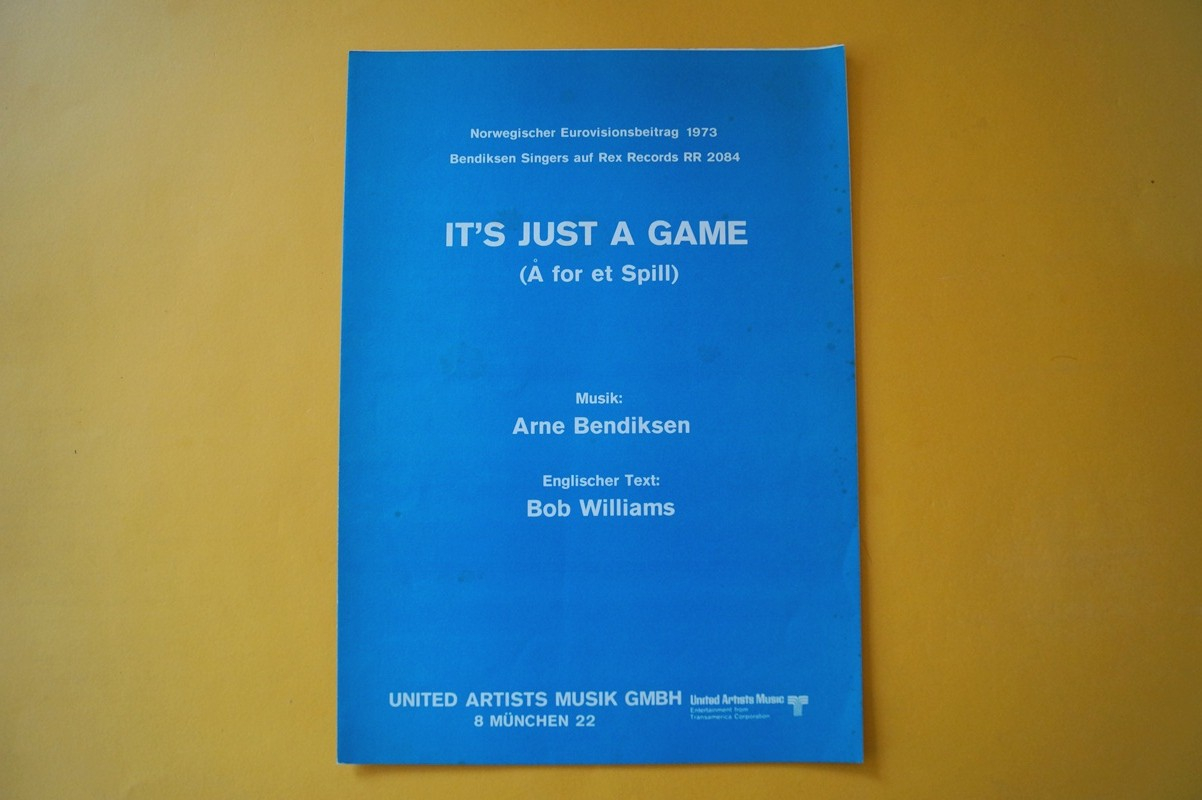 Norwegischer Eurovisionsbeitrag 1973
Bendiksen Singers auf Rex Records RR 2084
IT'S JUST A GAME
(Å for et Spill)
Musik:
Arne Bendiksen
Englischer Text:
Bob Williams
UNITED ARTISTS MUSIK GMBH
8 MÜNCHEN 22
United Artists Music
Entertainment from
Transamerica Corporation